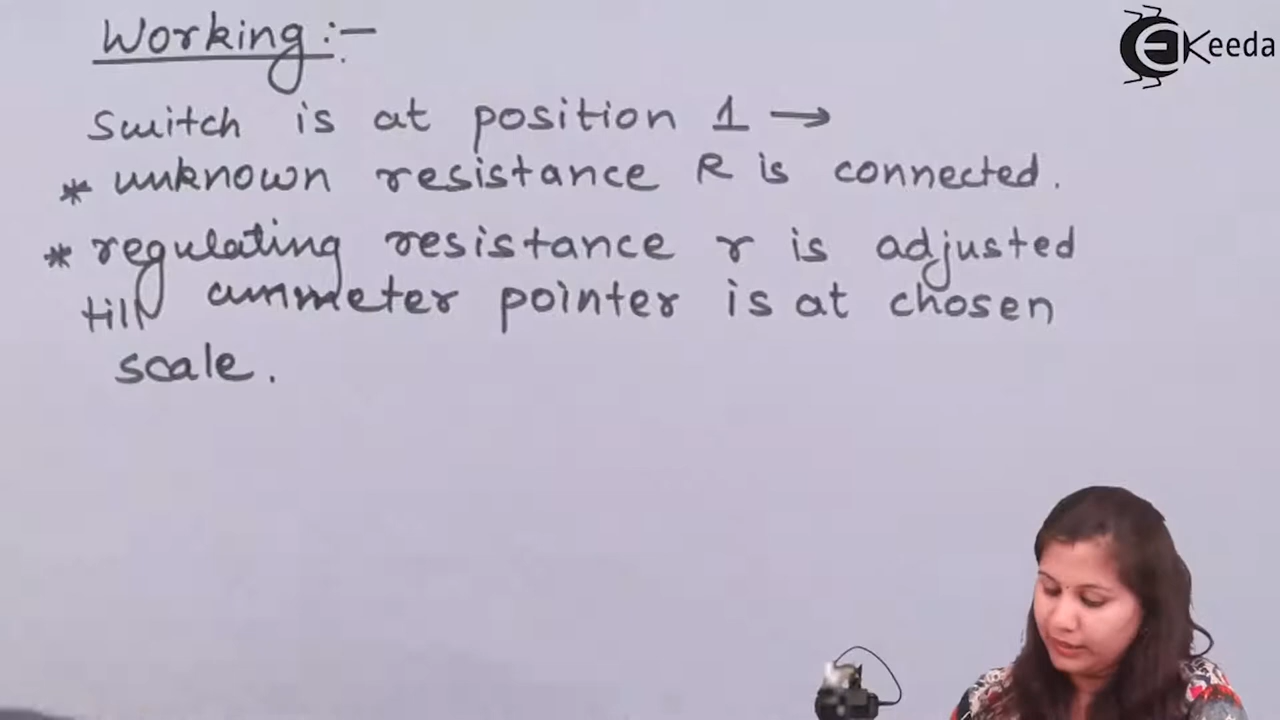 Working :-
Switch is at position 1 →
* unknown resistance R is connected.
* regulating resistance r is adjusted
till ammeter pointer is at chosen
scale.
EKeeda